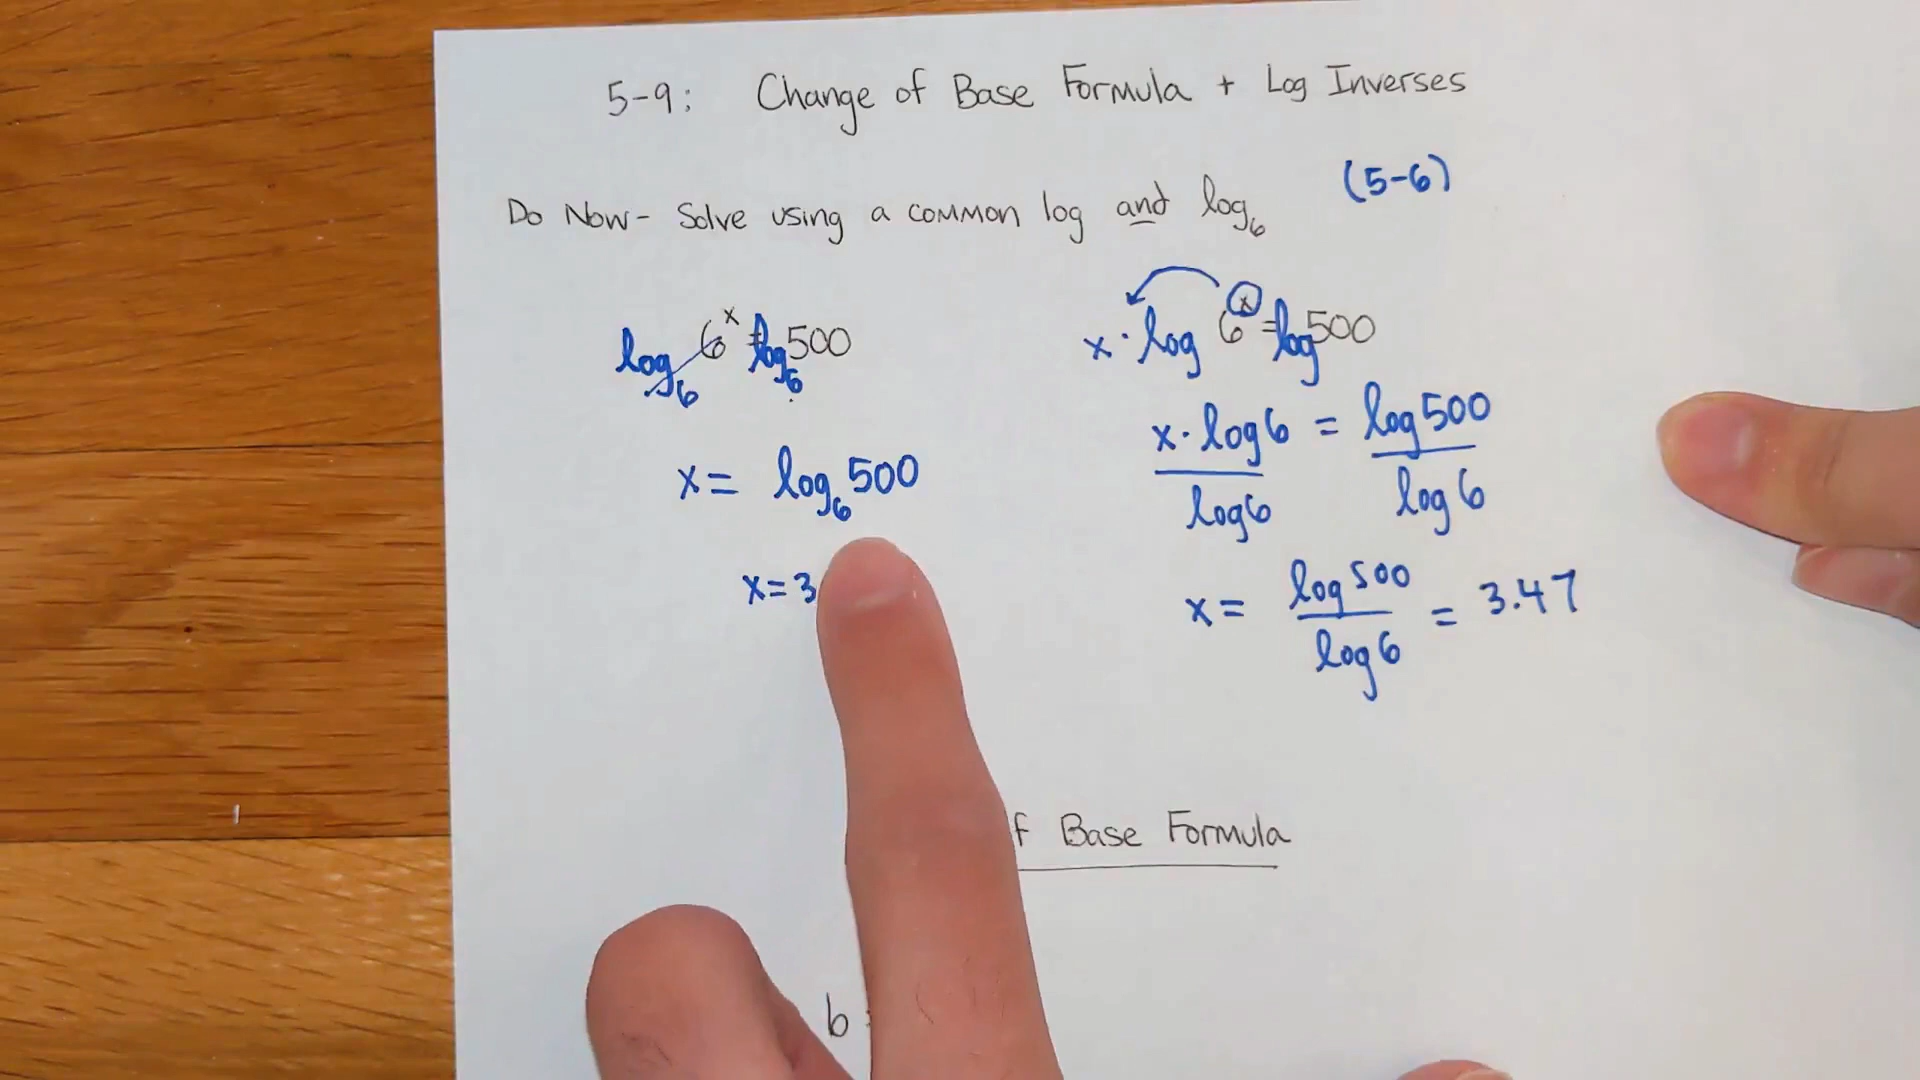 5-9: Change of Base Formula + Log Inverses
(5-6)
Do Now - Solve using a common log and log₆
log₆ 6ˣ = log₆ 500
x = log₆ 500
x = 3
x · log 6ˣ = log 500
x · log 6 = log 500
log 6 log 6
x = log 500 = 3.47
log 6
f Base Formula
b